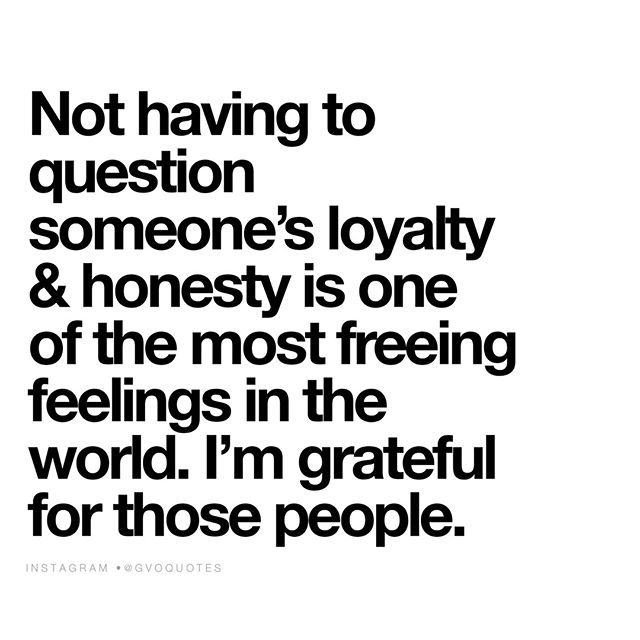 Not having to
question
someone’s loyalty
& honesty is one
of the most freeing
feelings in the
world. I’m grateful
for those people.
INSTAGRAM •@GVOQUOTES